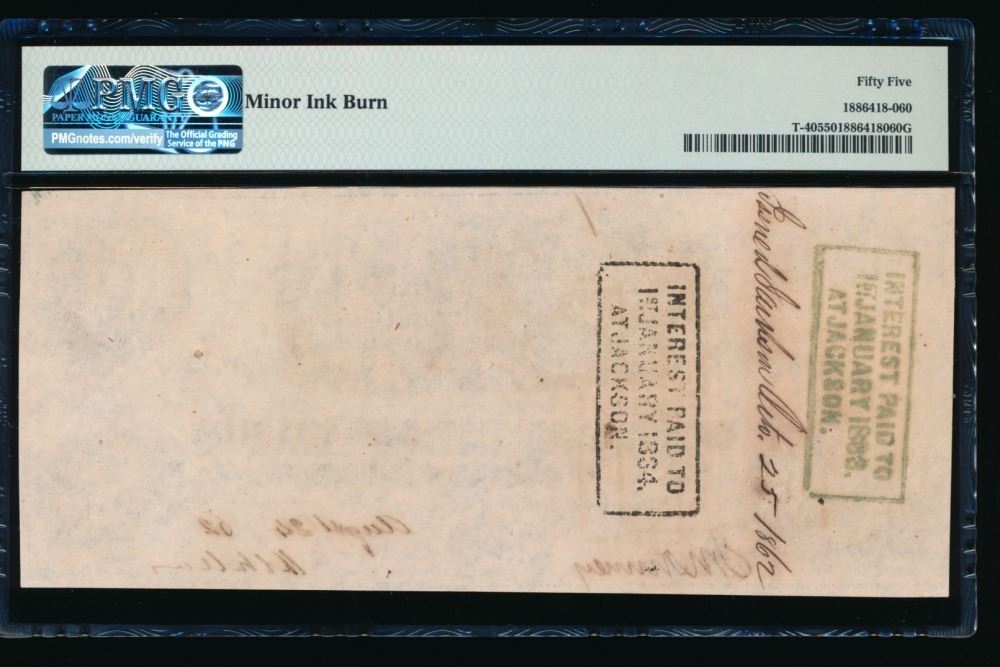 PMG
PAPER MONEY GUARANTY
PMGnotes.com/verify
The Official Grading
Service of the PNG
Minor Ink Burn
Fifty Five
1886418-060
T-405501886418060G
INTEREST PAID TO
1ST JANUARY 1864,
AT JACKSON.
Issued Oct. 25 1862
INTEREST PAID TO
1ST JANUARY 1863,
AT JACKSON.